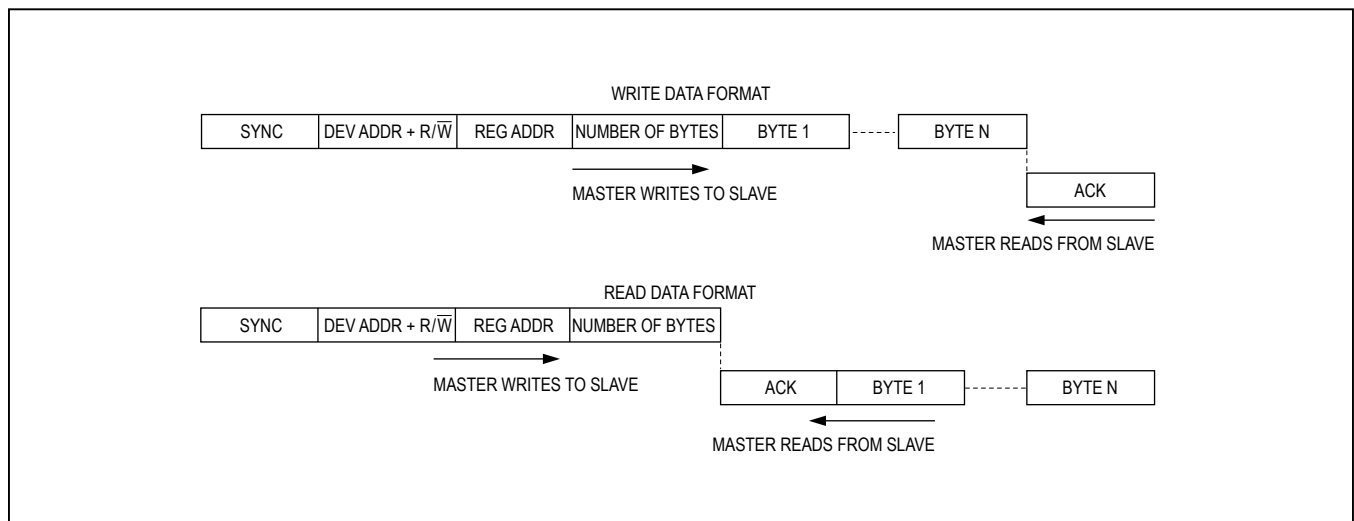 WRITE DATA FORMAT
SYNC DEV ADDR + R/W̅ REG ADDR NUMBER OF BYTES BYTE 1 BYTE N
MASTER WRITES TO SLAVE
ACK
MASTER READS FROM SLAVE
READ DATA FORMAT
SYNC DEV ADDR + R/W̅ REG ADDR NUMBER OF BYTES
MASTER WRITES TO SLAVE
ACK BYTE 1 BYTE N
MASTER READS FROM SLAVE